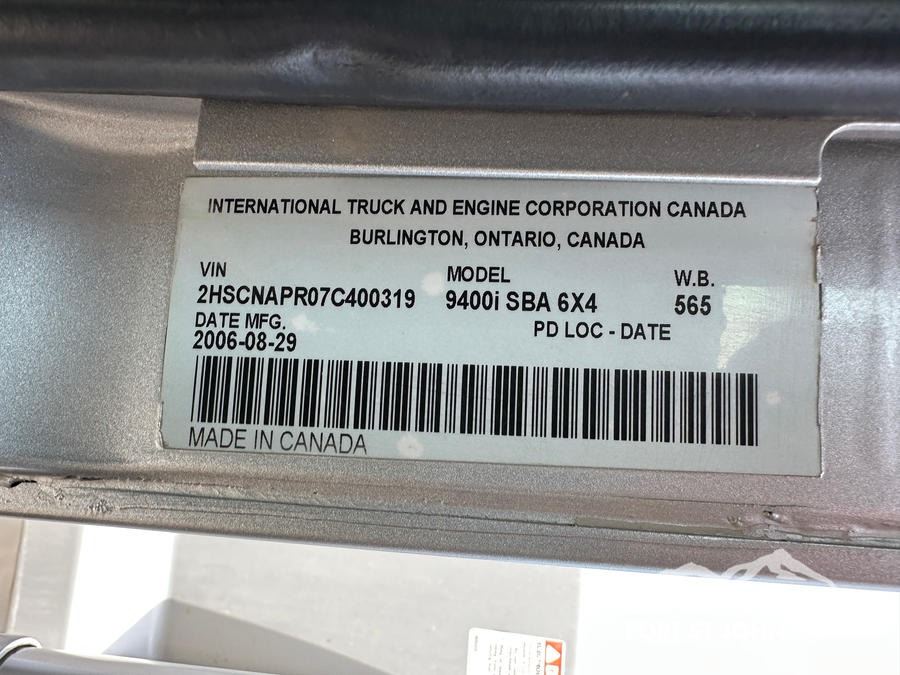 INTERNATIONAL TRUCK AND ENGINE CORPORATION CANADA
BURLINGTON, ONTARIO, CANADA
VIN MODEL W.B.
2HSCNAPR07C400319 9400i SBA 6X4 565
DATE MFG. PD LOC - DATE
2006-08-29
MADE IN CANADA